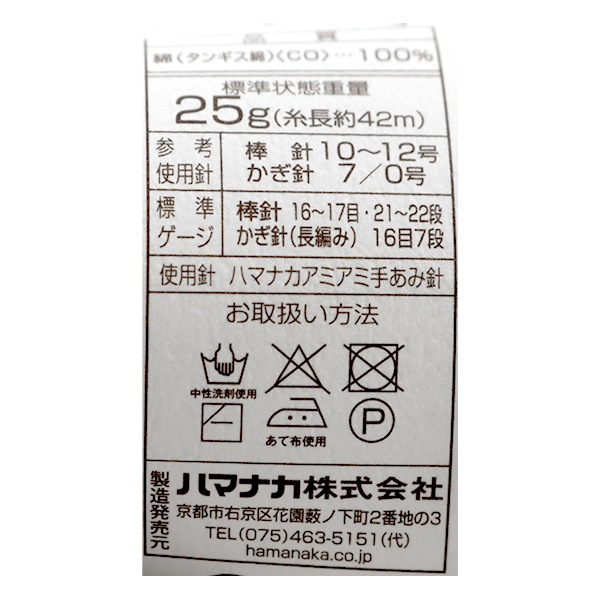 品質
綿(タンギス綿)〈CO〉…100%
標準状態重量
25g(糸長約42m)
参考 棒針 10〜12号
使用針 かぎ針 7/0号
標準 棒針 16〜17目・21〜22段
ゲージ かぎ針(長編み) 16目7段
使用針 ハマナカアミアミ手あみ針
お取扱い方法
中性洗剤使用
あて布使用
P
製造発売元
ハマナカ株式会社
京都市右京区花園薮ノ下町2番地の3
TEL(075)463-5151(代)
hamanaka.co.jp